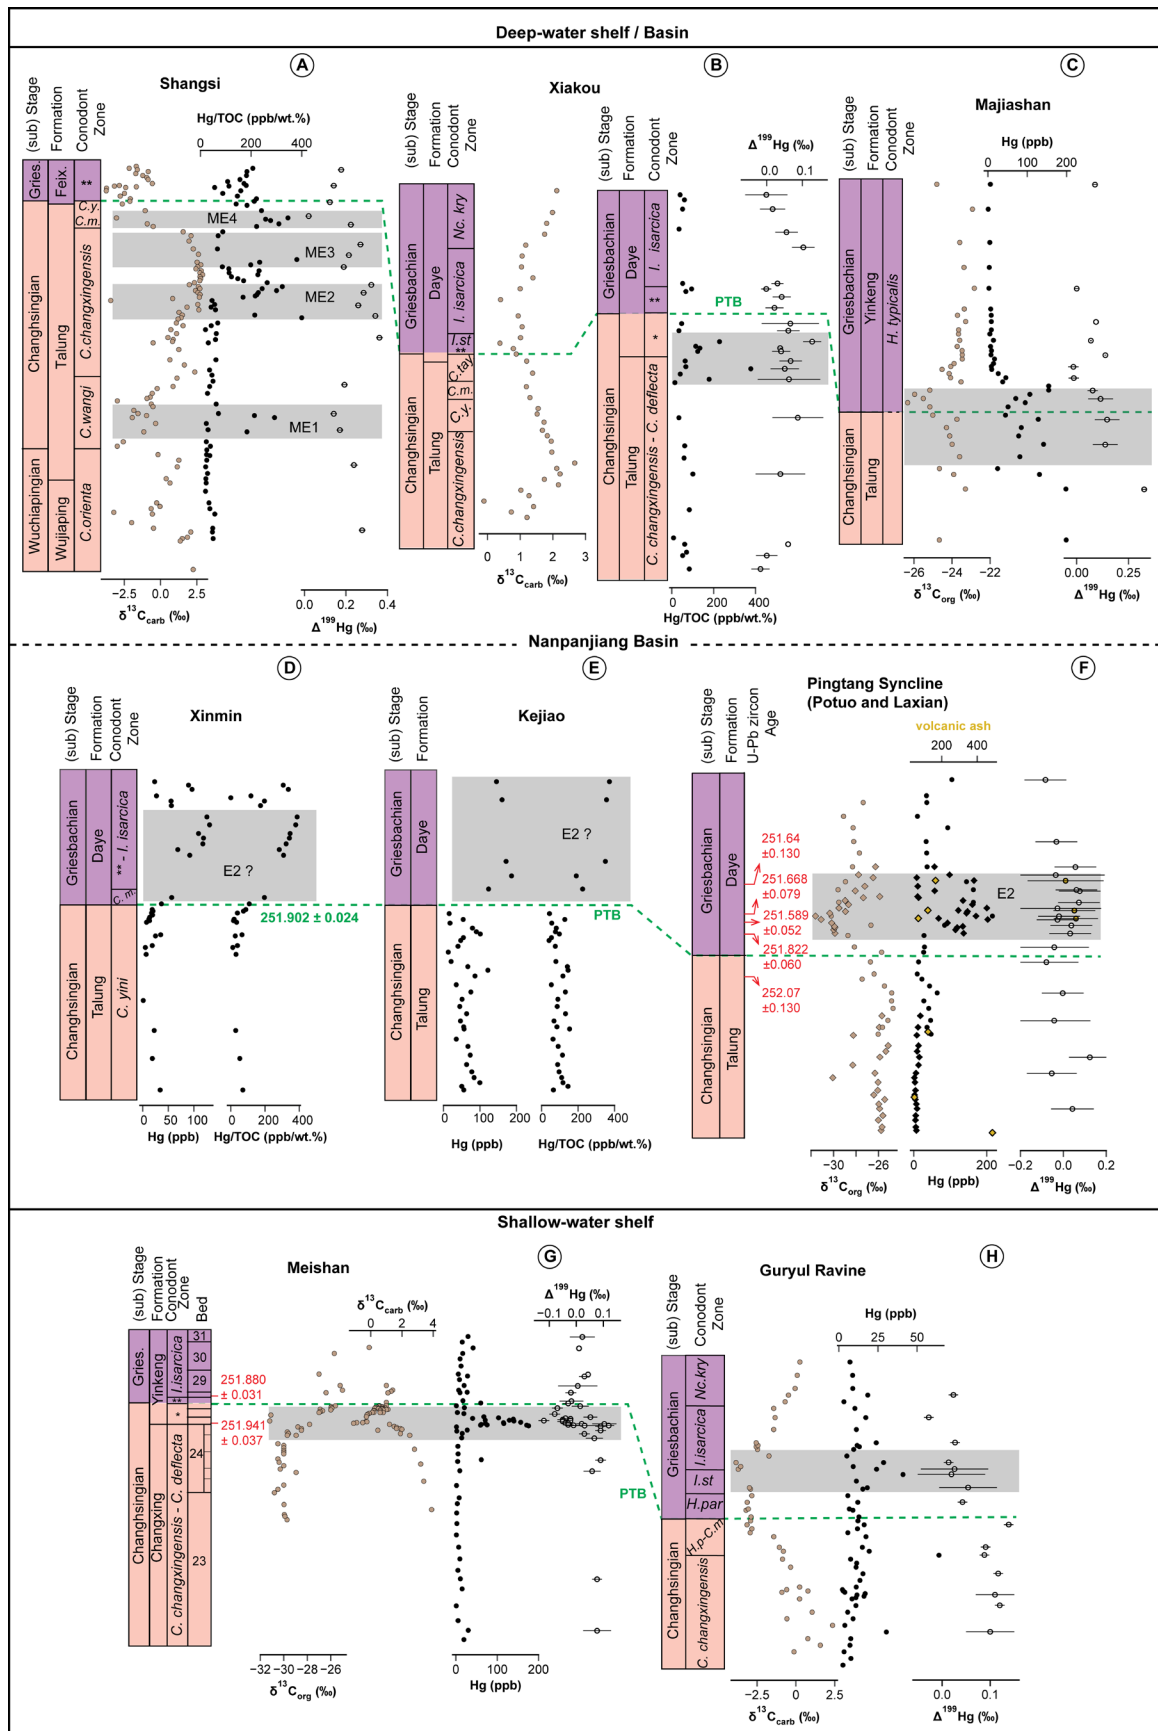 Deep-water shelf / Basin
A
Shangsi
(sub) Stage
Formation
Conodont
Zone
Hg/TOC (ppb/wt.%)
0
200
400
Gries.
Feix.
**
C.y.
C.m.
Changhsingian
Talung
C.changxingensis
C.wangi
Wuchiapingian
Wujiaping
C.orienta
ME4
ME3
ME2
ME1
−2.5
0
2.5
δ13Ccarb (‰)
0
0.2
0.4
Δ199Hg (‰)
Xiakou
(sub) Stage
Formation
Conodont
Zone
Griesbachian
Daye
Nc. kry
I. isarcica
I.st
**
Changhsingian
Talung
C.tay
C.m.
C.y.
C.changxingensis
0
1
2
3
δ13Ccarb (‰)
B
(sub) Stage
Formation
Conodont
Zone
Δ199Hg (‰)
0.0
0.1
Griesbachian
Daye
I. isarcica
**
*
Changhsingian
Talung
C. changxingensis - C. deflecta
PTB
0
200
400
Hg/TOC (ppb/wt.%)
C
Majiashan
(sub) Stage
Formation
Conodont
Zone
Hg (ppb)
0
100
200
Griesbachian
Yinkeng
H. typicalis
Changhsingian
Talung
−26
−24
−22
δ13Corg (‰)
0.00
0.25
Δ199Hg (‰)
Nanpanjiang Basin
D
Xinmin
(sub) Stage
Formation
Conodont
Zone
Griesbachian
Daye
** - I. isarcica
C. m.
Changhsingian
Talung
C. yini
E2 ?
251.902 ± 0.024
0
50
100
Hg (ppb)
0
200
400
Hg/TOC (ppb/wt.%)
E
Kejiao
(sub) Stage
Formation
Griesbachian
Daye
Changhsingian
Talung
E2 ?
PTB
0
100
200
Hg (ppb)
0
200
400
Hg/TOC (ppb/wt.%)
F
Pingtang Syncline
(Potuo and Laxian)
(sub) Stage
Formation
U-Pb zircon
Age
volcanic ash
200
400
Griesbachian
Daye
Changhsingian
Talung
251.64
±0.130
251.668
±0.079
251.589
±0.052
251.822
±0.060
252.07
±0.130
E2
−30
−26
δ13Corg (‰)
0
200
Hg (ppb)
−0.2
0.0
0.2
Δ199Hg (‰)
Shallow-water shelf
G
Meishan
(sub) Stage
Formation
Conodont
Zone
Bed
δ13Ccarb (‰)
0
2
4
Δ199Hg (‰)
−0.1
0.0
0.1
Gries.
Yinkeng
I.isarcica
**
*
31
30
29
24
23
Changhsingian
Changxing
C. changxingensis - C. deflecta
251.880
± 0.031
251.941
± 0.037
PTB
−32
−30
−28
−26
δ13Corg (‰)
0
100
200
Hg (ppb)
H
Guryul Ravine
(sub) Stage
Conodont
Zone
Hg (ppb)
0
25
50
Griesbachian
Nc.kry
I.isarcica
I.st
H.par
Changhsingian
H.p-C.m
C. changxingensis
−2.5
0
2.5
δ13Ccarb (‰)
0.0
0.1
Δ199Hg (‰)